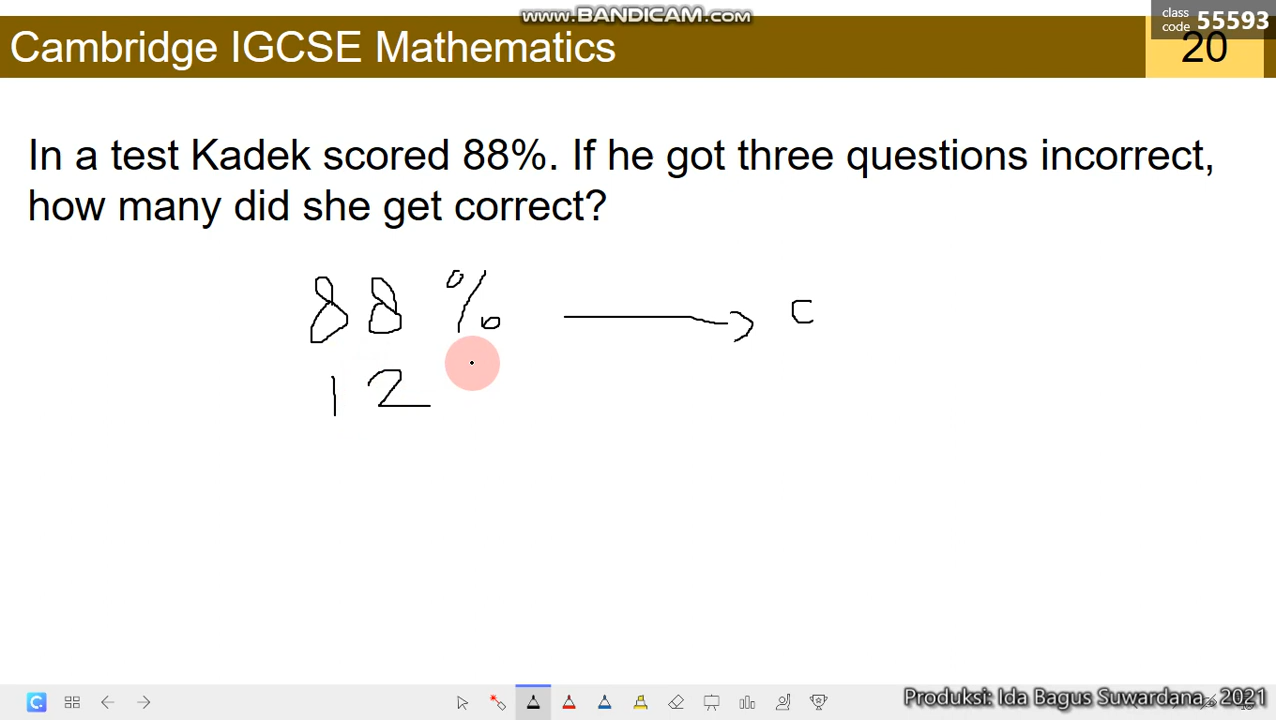 www.BANDICAM.com
class
code 55593
Cambridge IGCSE Mathematics
20
In a test Kadek scored 88%. If he got three questions incorrect,
how many did she get correct?
88 % → c
12
Produksi: Ida Bagus Suwardana, 2021